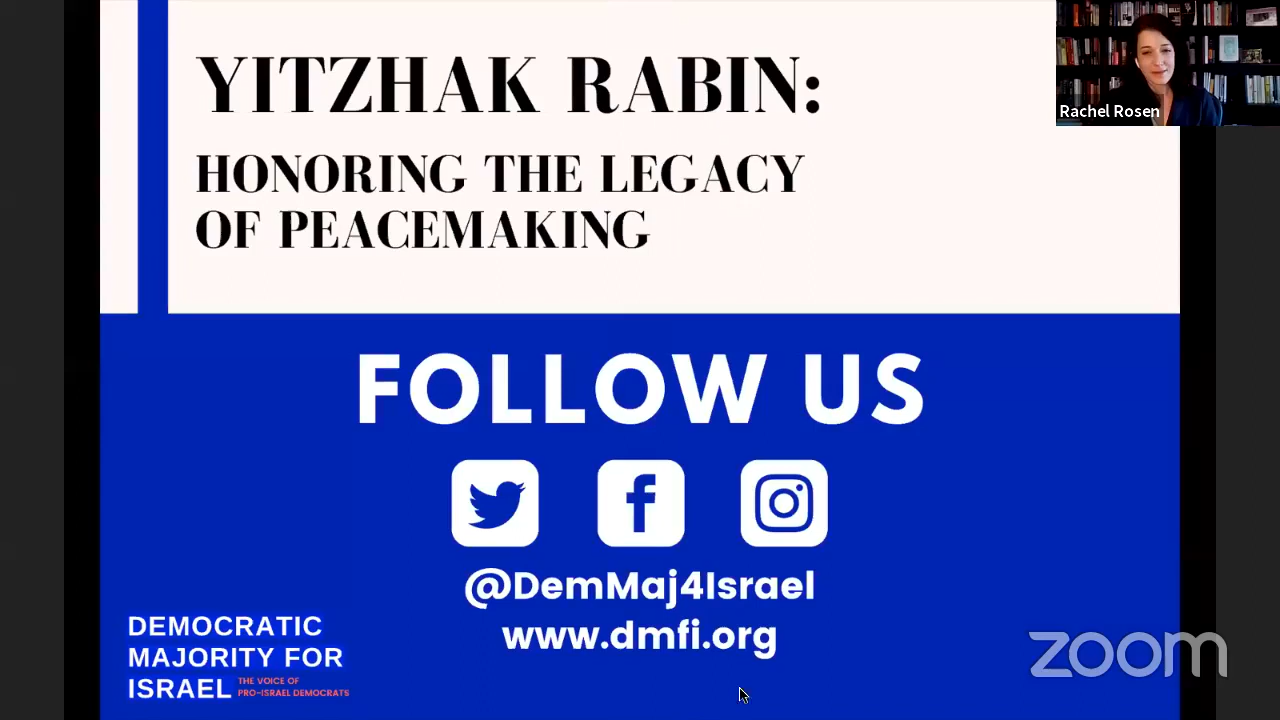 YITZHAK RABIN:
HONORING THE LEGACY
OF PEACEMAKING
Rachel Rosen
FOLLOW US
@DemMaj4Israel
www.dmfi.org
DEMOCRATIC
MAJORITY FOR
ISRAEL
THE VOICE OF
PRO-ISRAEL DEMOCRATS
zoom